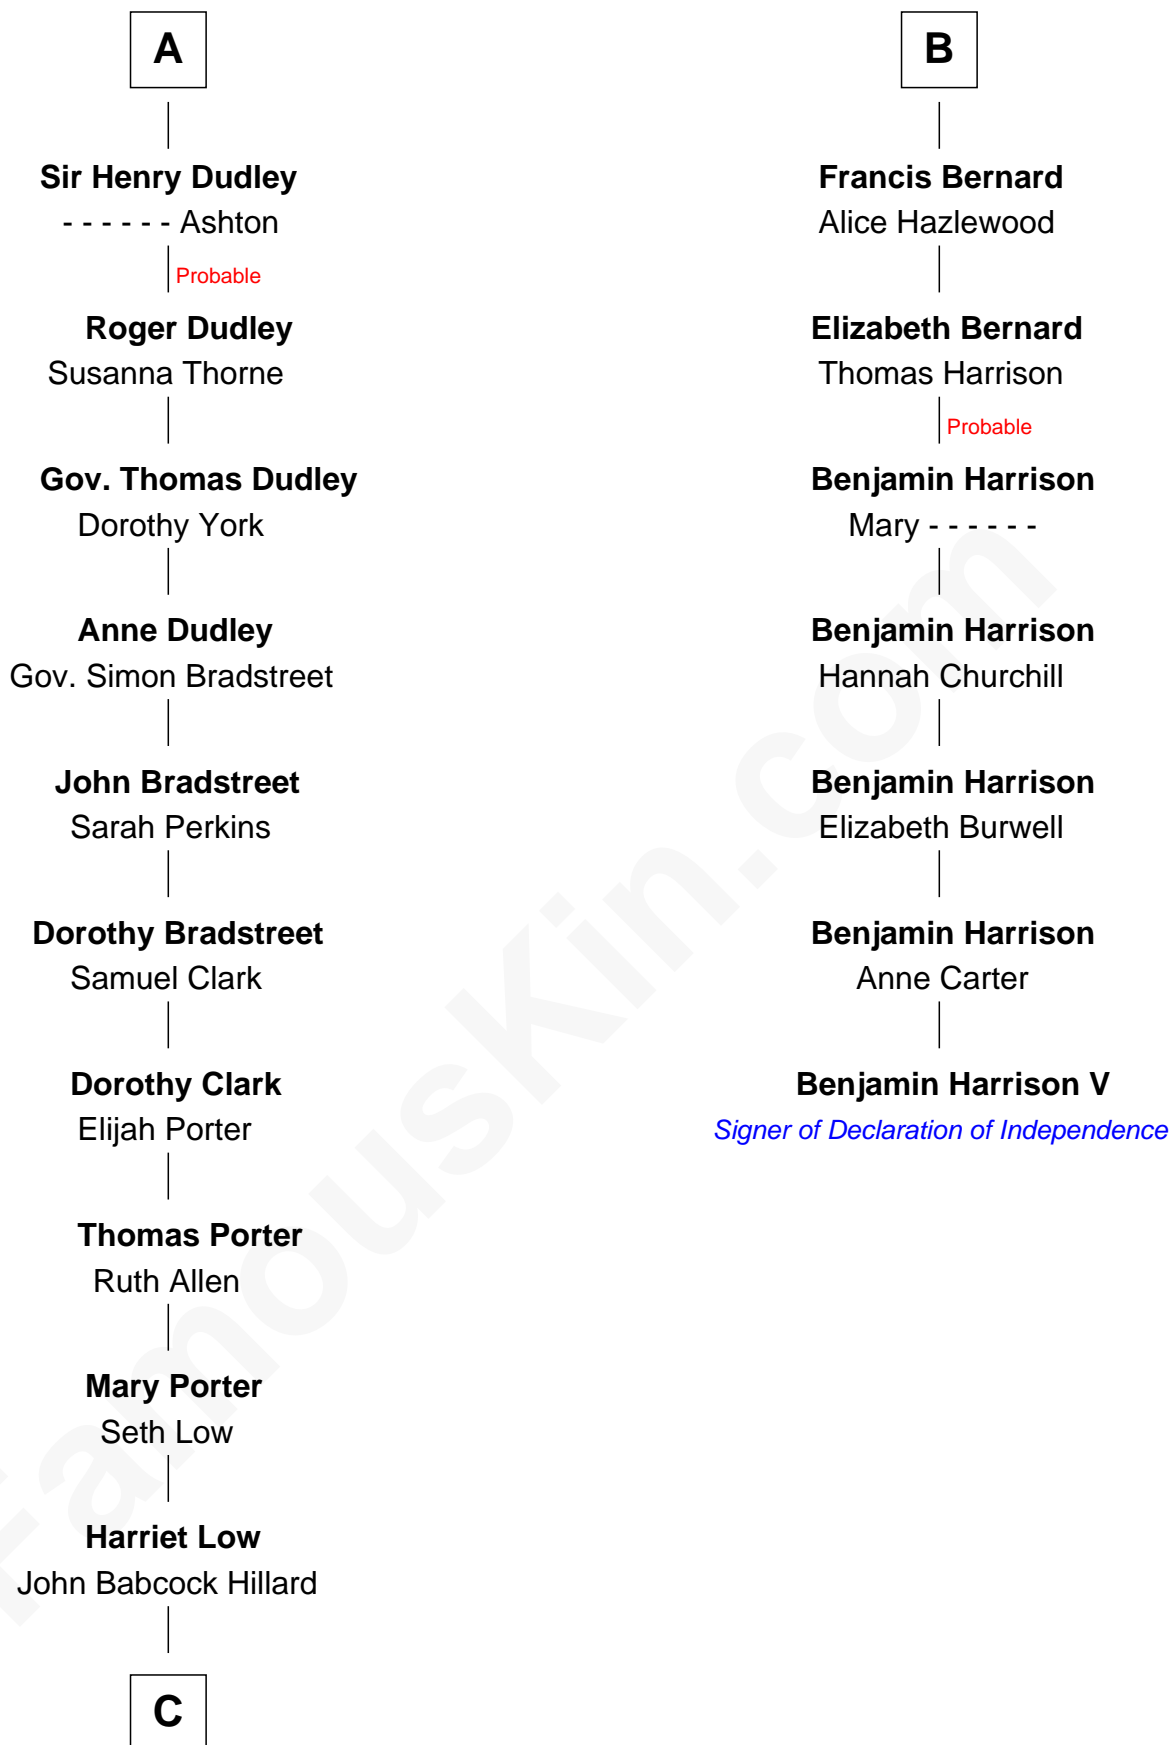 A
Sir Henry Dudley
- - - - - - Ashton
Probable
Roger Dudley
Susanna Thorne
Gov. Thomas Dudley
Dorothy York
Anne Dudley
Gov. Simon Bradstreet
John Bradstreet
Sarah Perkins
Dorothy Bradstreet
Samuel Clark
Dorothy Clark
Elijah Porter
Thomas Porter
Ruth Allen
Mary Porter
Seth Low
Harriet Low
John Babcock Hillard
C
B
Francis Bernard
Alice Hazlewood
Elizabeth Bernard
Thomas Harrison
Probable
Benjamin Harrison
Mary - - - - - -
Benjamin Harrison
Hannah Churchill
Benjamin Harrison
Elizabeth Burwell
Benjamin Harrison
Anne Carter
Benjamin Harrison V
Signer of Declaration of Independence
FamousKin.com